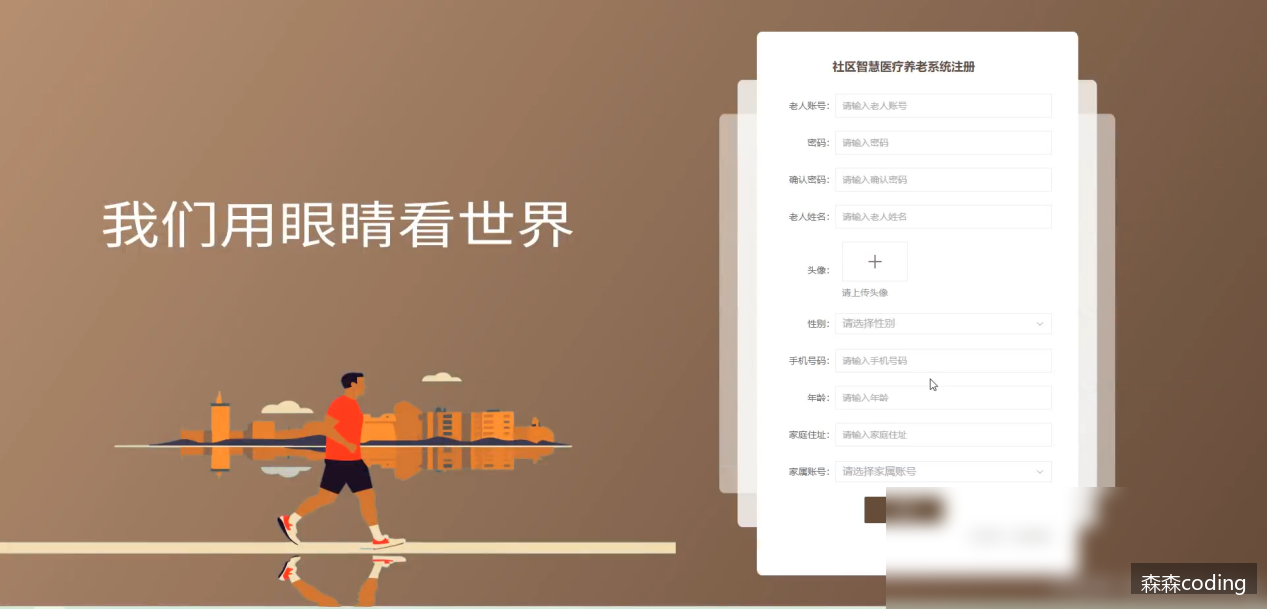 我们用眼睛看世界
社区智慧医疗养老系统注册
老人账号: 请输入老人账号
密码: 请输入密码
确认密码: 请输入确认密码
老人姓名: 请输入老人姓名
头像:
请上传头像
性别: 请选择性别
手机号码: 请输入手机号码
年龄: 请输入年龄
家庭住址: 请输入家庭住址
家属账号: 请选择家属账号
森森coding